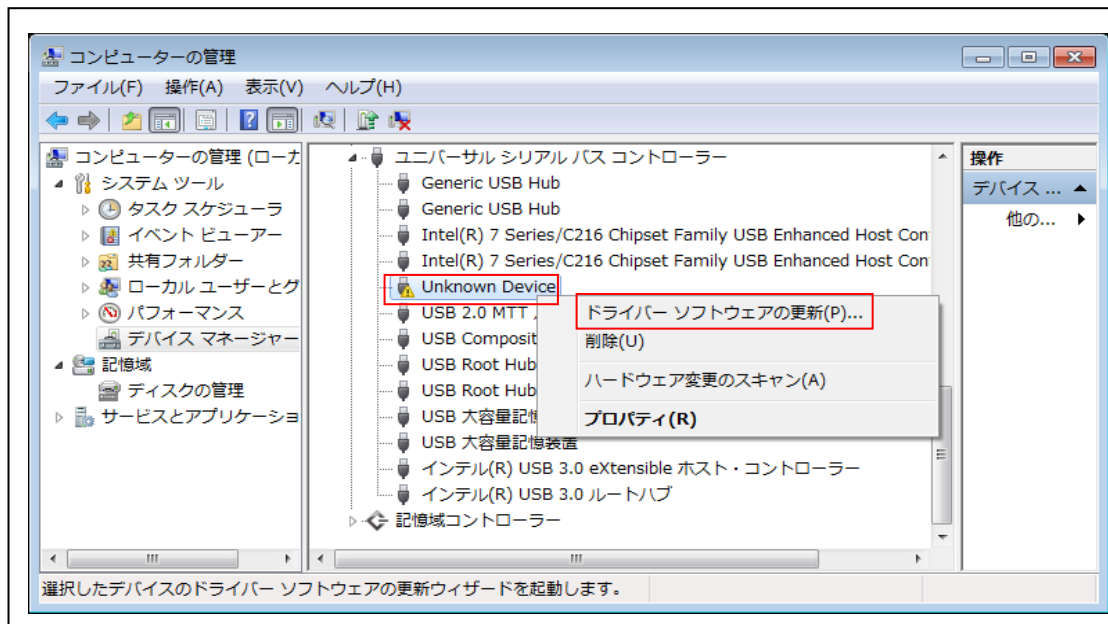 コンピューターの管理
ファイル(F) 操作(A) 表示(V) ヘルプ(H)
コンピューターの管理 (ローカ
システム ツール
タスク スケジューラ
イベント ビューアー
共有フォルダー
ローカル ユーザーとグ
パフォーマンス
デバイス マネージャー
記憶域
ディスクの管理
サービスとアプリケーショ
ユニバーサル シリアル バス コントローラー
Generic USB Hub
Generic USB Hub
Intel(R) 7 Series/C216 Chipset Family USB Enhanced Host Con
Intel(R) 7 Series/C216 Chipset Family USB Enhanced Host Con
Unknown Device
USB 2.0 MTT
USB Composit
USB Root Hub
USB Root Hub
USB 大容量記憶
USB 大容量記憶装置
インテル(R) USB 3.0 eXtensible ホスト・コントローラー
インテル(R) USB 3.0 ルートハブ
記憶域コントローラー
ドライバー ソフトウェアの更新(P)...
削除(U)
ハードウェア変更のスキャン(A)
プロパティ(R)
操作
デバイス ...
他の...
選択したデバイスのドライバー ソフトウェアの更新ウィザードを起動します。